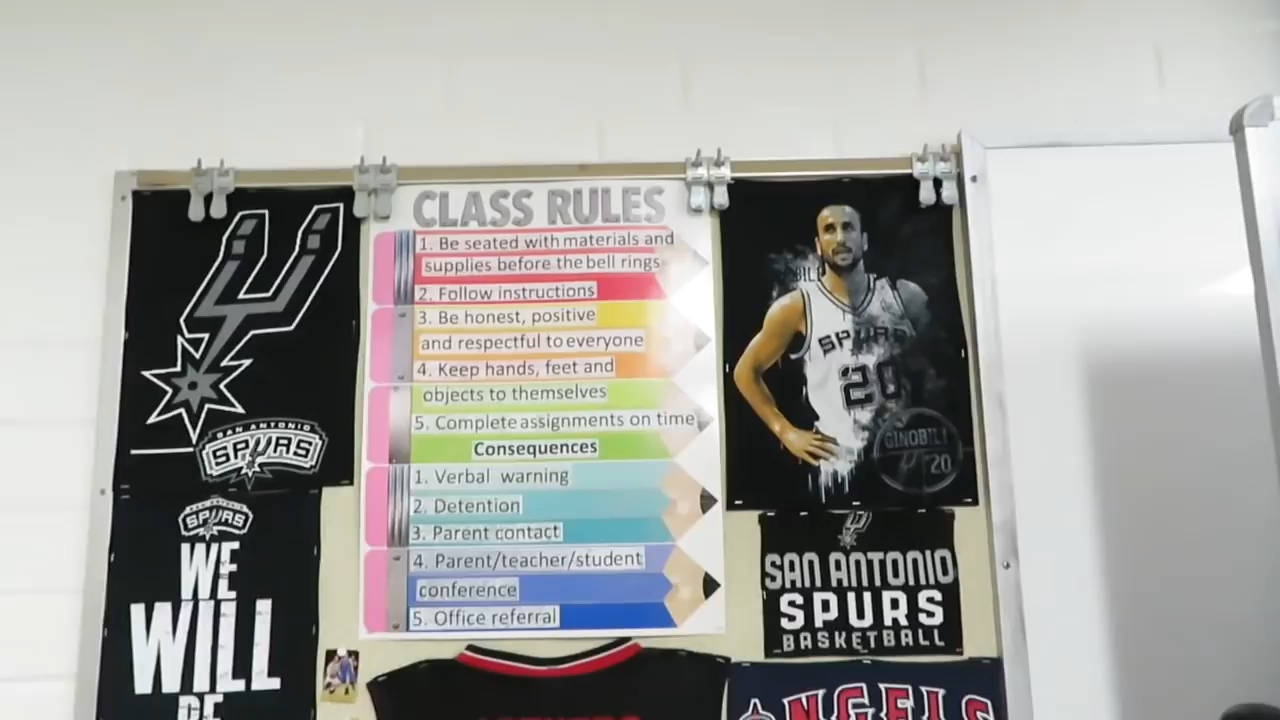 SAN ANTONIO
SPURS
SPURS
WE
WILL
BE
CLASS RULES
1. Be seated with materials and
supplies before the bell rings
2. Follow instructions
3. Be honest, positive
and respectful to everyone
4. Keep hands, feet and
objects to themselves
5. Complete assignments on time
Consequences
1. Verbal warning
2. Detention
3. Parent contact
4. Parent/teacher/student
conference
5. Office referral
SPURS
20
GINOBILI
20
SAN ANTONIO
SPURS
BASKETBALL
ANGELS